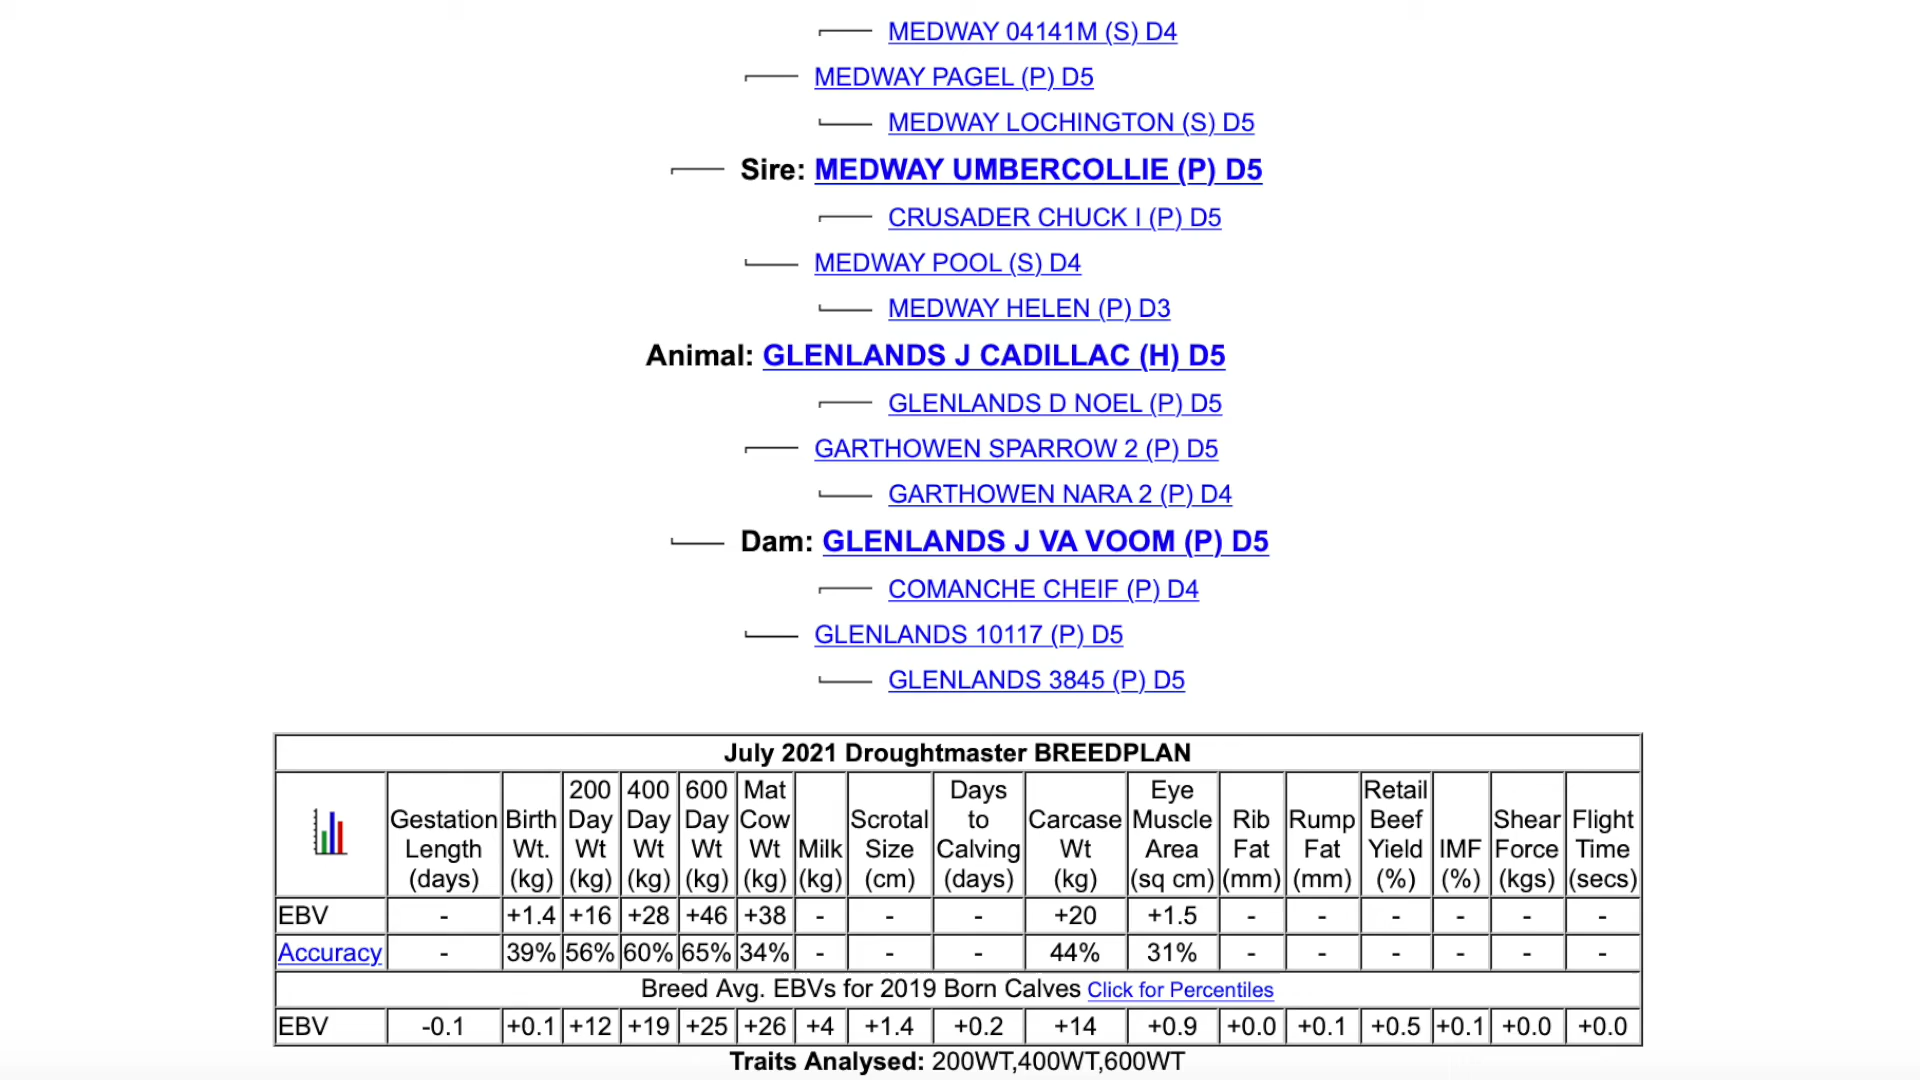 MEDWAY 04141M (S) D4
MEDWAY PAGEL (P) D5
MEDWAY LOCHINGTON (S) D5
Sire: MEDWAY UMBERCOLLIE (P) D5
CRUSADER CHUCK I (P) D5
MEDWAY POOL (S) D4
MEDWAY HELEN (P) D3
Animal: GLENLANDS J CADILLAC (H) D5
GLENLANDS D NOEL (P) D5
GARTHOWEN SPARROW 2 (P) D5
GARTHOWEN NARA 2 (P) D4
Dam: GLENLANDS J VA VOOM (P) D5
COMANCHE CHEIF (P) D4
GLENLANDS 10117 (P) D5
GLENLANDS 3845 (P) D5
July 2021 Droughtmaster BREEDPLAN
Gestation Length (days) Birth Wt. (kg) 200 Day Wt (kg) 400 Day Wt (kg) 600 Day Wt (kg) Mat Cow Wt (kg) Milk (kg) Scrotal Size (cm) Days to Calving (days) Carcase Wt (kg) Eye Muscle Area (sq cm) Rib Fat (mm) Rump Fat (mm) Retail Beef Yield (%) IMF (%) Shear Force (kgs) Flight Time (secs)
EBV - +1.4 +16 +28 +46 +38 - - - +20 +1.5 - - - - - -
Accuracy - 39% 56% 60% 65% 34% - - - 44% 31% - - - - - -
Breed Avg. EBVs for 2019 Born Calves Click for Percentiles
EBV -0.1 +0.1 +12 +19 +25 +26 +4 +1.4 +0.2 +14 +0.9 +0.0 +0.1 +0.5 +0.1 +0.0 +0.0
Traits Analysed: 200WT,400WT,600WT